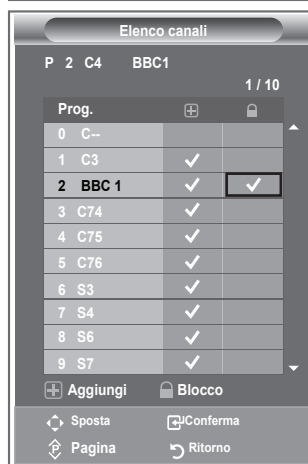 Elenco canali
P 2 C4 BBC1
1 / 10
Prog.
0 C--
1 C3
2 BBC 1
3 C74
4 C75
5 C76
6 S3
7 S4
8 S6
9 S7
Aggiungi Blocco
Sposta Conferma
Pagina Ritorno